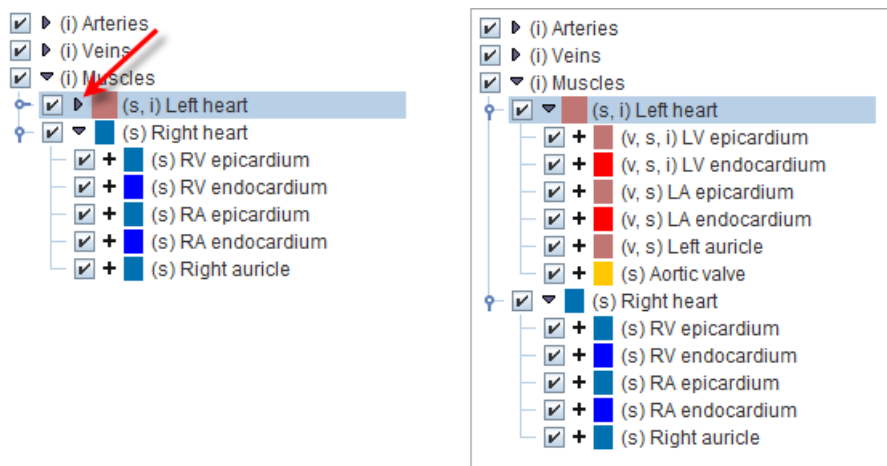 (i) Arteries
(i) Veins
(i) Muscles
(s, i) Left heart
(s) Right heart
(s) RV epicardium
(s) RV endocardium
(s) RA epicardium
(s) RA endocardium
(s) Right auricle
(i) Arteries
(i) Veins
(i) Muscles
(s, i) Left heart
(v, s, i) LV epicardium
(v, s, i) LV endocardium
(v, s) LA epicardium
(v, s) LA endocardium
(v, s) Left auricle
(s) Aortic valve
(s) Right heart
(s) RV epicardium
(s) RV endocardium
(s) RA epicardium
(s) RA endocardium
(s) Right auricle